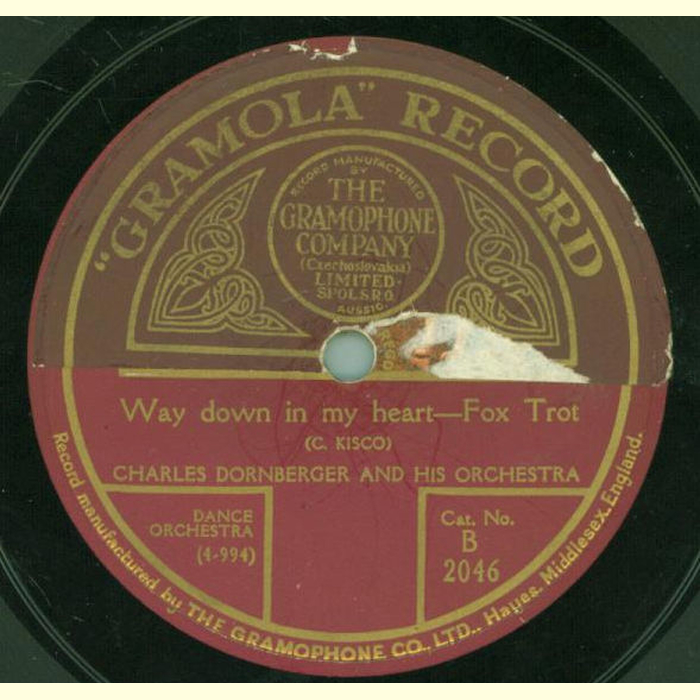 "GRAMOLA" RECORD
RECORD MANUFACTURED
BY
THE
GRAMOPHONE
COMPANY
(Czechoslovakia)
LIMITED·
SPOL.S R.O.
AUSSIG
Way down in my heart—Fox Trot
(C. KISCO)
CHARLES DORNBERGER AND HIS ORCHESTRA
DANCE
ORCHESTRA
(4-994)
Cat. No.
B
2046
Record manufactured by THE GRAMOPHONE CO., LTD., Hayes, Middlesex, England.